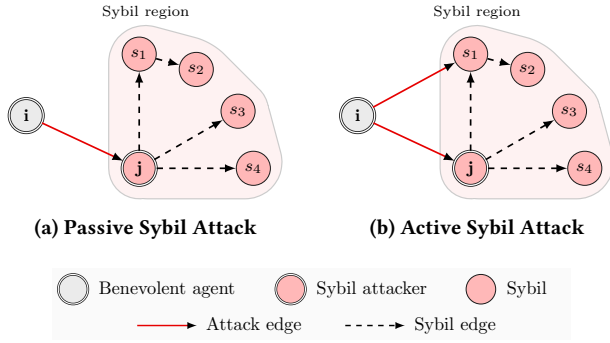 Sybil region
s1
s2
s3
s4
i
j
(a) Passive Sybil Attack
Sybil region
s1
s2
s3
s4
i
j
(b) Active Sybil Attack
Benevolent agent
Sybil attacker
Sybil
Attack edge
Sybil edge